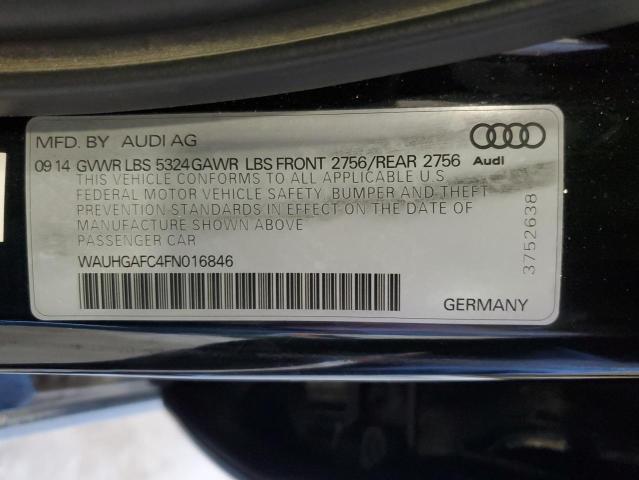 MFD. BY AUDI AG
09 14 GVWR LBS 5324 GAWR LBS FRONT 2756/REAR 2756
Audi
THIS VEHICLE CONFORMS TO ALL APPLICABLE U.S
FEDERAL MOTOR VEHICLE SAFETY, BUMPER AND THEFT
PREVENTION STANDARDS IN EFFECT ON THE DATE OF
MANUFACTURE SHOWN ABOVE
PASSENGER CAR
WAUHGAFC4FN016846
3752638
GERMANY